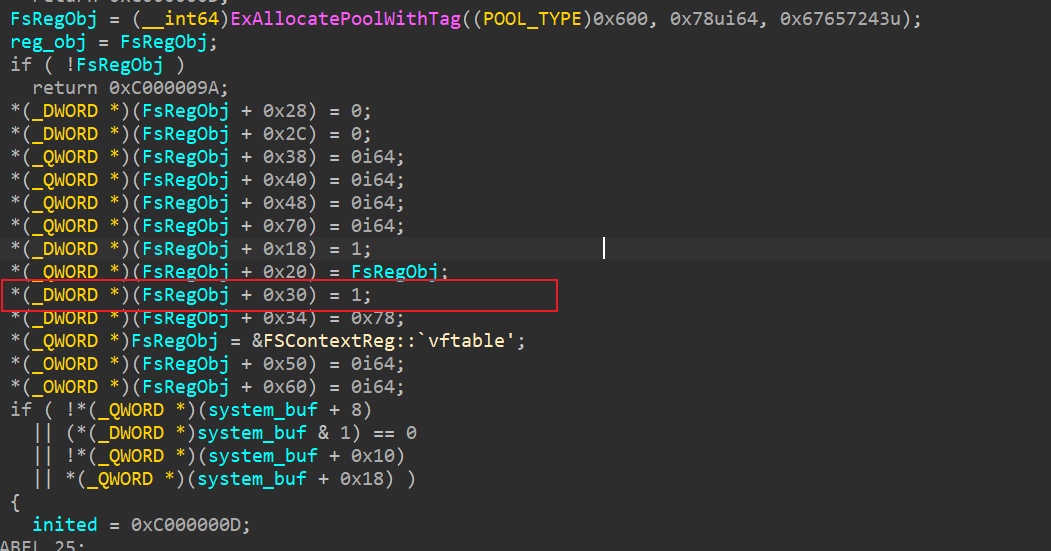 return 0xC000000D;
FsRegObj = (__int64)ExAllocatePoolWithTag((POOL_TYPE)0x600, 0x78ui64, 0x67657243u);
reg_obj = FsRegObj;
if ( !FsRegObj )
return 0xC000009A;
*(_DWORD *)(FsRegObj + 0x28) = 0;
*(_DWORD *)(FsRegObj + 0x2C) = 0;
*(_QWORD *)(FsRegObj + 0x38) = 0i64;
*(_QWORD *)(FsRegObj + 0x40) = 0i64;
*(_QWORD *)(FsRegObj + 0x48) = 0i64;
*(_QWORD *)(FsRegObj + 0x70) = 0i64;
*(_DWORD *)(FsRegObj + 0x18) = 1;
*(_QWORD *)(FsRegObj + 0x20) = FsRegObj;
*(_DWORD *)(FsRegObj + 0x30) = 1;
*(_DWORD *)(FsRegObj + 0x34) = 0x78;
*(_QWORD *)FsRegObj = &FSContextReg::`vftable';
*(_OWORD *)(FsRegObj + 0x50) = 0i64;
*(_OWORD *)(FsRegObj + 0x60) = 0i64;
if ( !*(_QWORD *)(system_buf + 8)
|| (*(_DWORD *)system_buf & 1) == 0
|| !*(_QWORD *)(system_buf + 0x10)
|| *(_QWORD *)(system_buf + 0x18) )
{
inited = 0xC000000D;
ABEL_25: